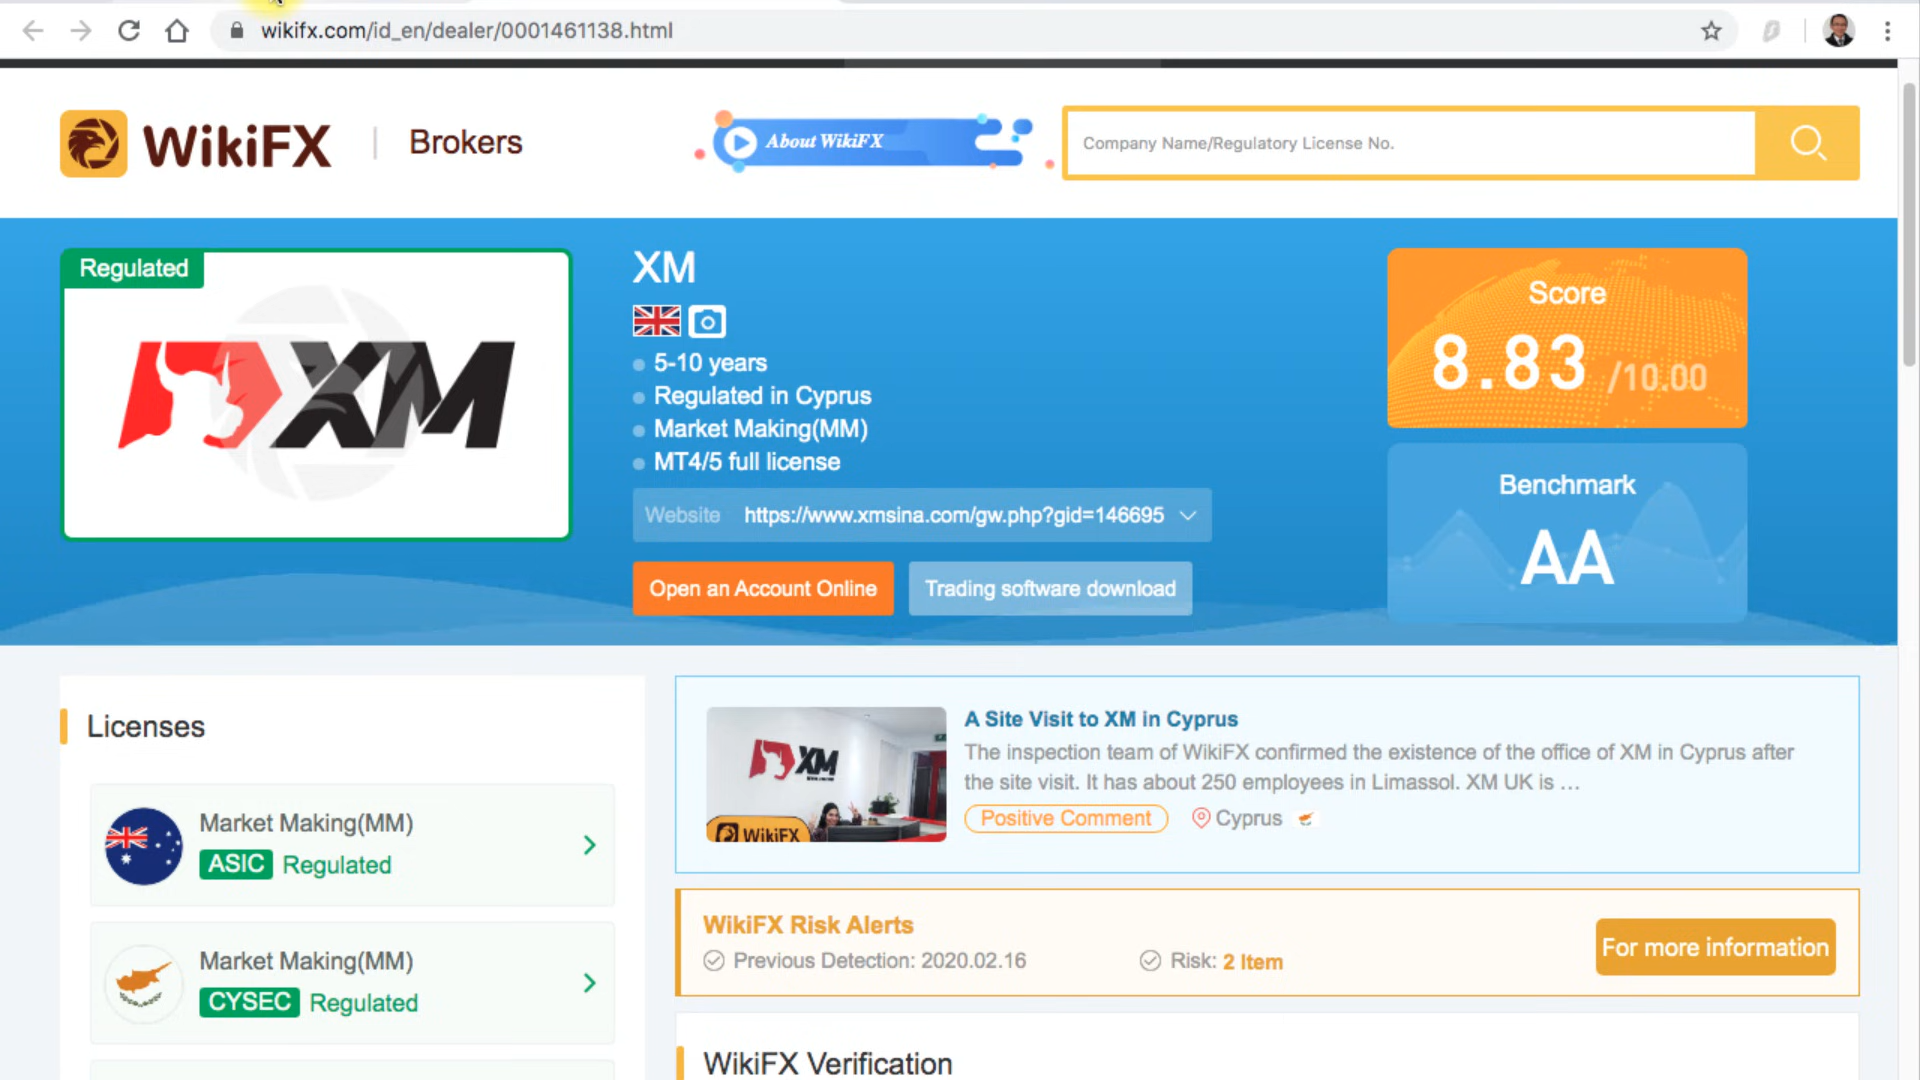 wikifx.com/id_en/dealer/0001461138.html
WikiFX
Brokers
About WikiFX
Company Name/Regulatory License No.
Regulated
XM
XM
5-10 years
Regulated in Cyprus
Market Making(MM)
MT4/5 full license
Website https://www.xmsina.com/gw.php?gid=146695
Open an Account Online
Trading software download
Score
8.83 /10.00
Benchmark
AA
Licenses
Market Making(MM)
ASIC Regulated
Market Making(MM)
CYSEC Regulated
XM
WikiFX
A Site Visit to XM in Cyprus
The inspection team of WikiFX confirmed the existence of the office of XM in Cyprus after
the site visit. It has about 250 employees in Limassol. XM UK is ...
Positive Comment Cyprus
WikiFX Risk Alerts
Previous Detection: 2020.02.16 Risk: 2 Item
For more information
WikiFX Verification